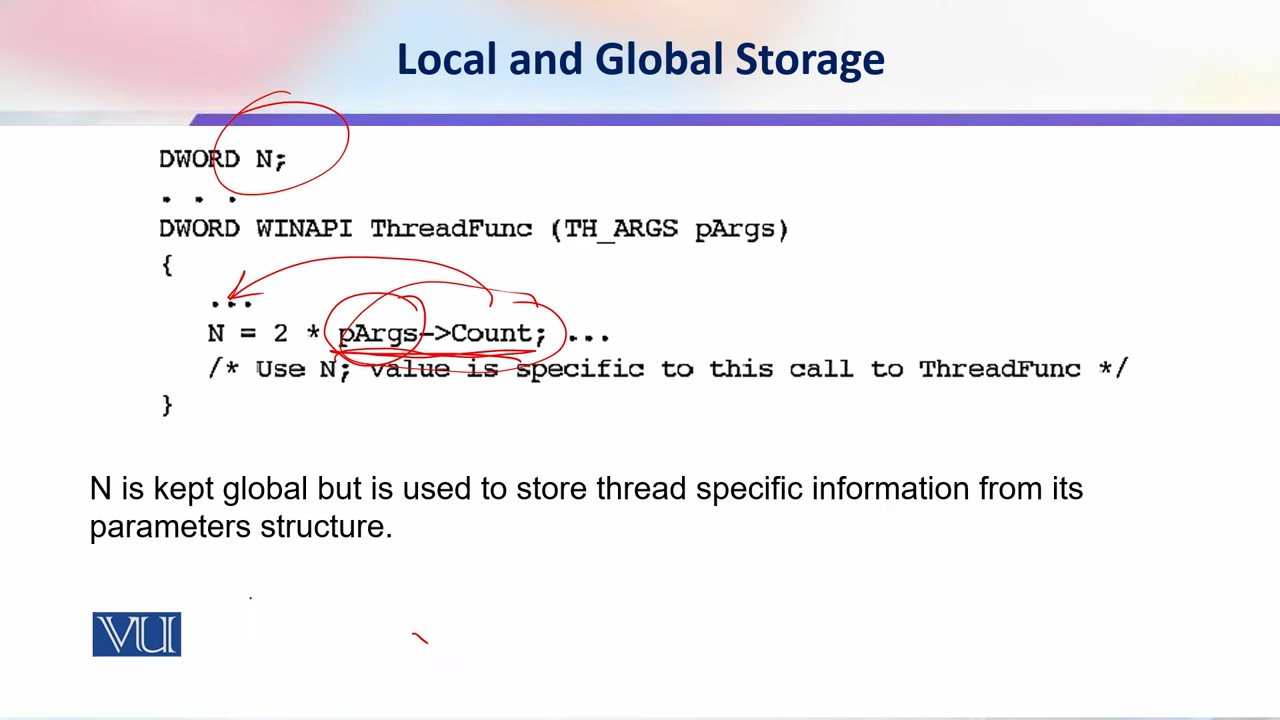 Local and Global Storage
DWORD N;
. . .
DWORD WINAPI ThreadFunc (TH_ARGS pArgs)
{
...
N = 2 * pArgs->Count; ...
/* Use N; value is specific to this call to ThreadFunc */
}
N is kept global but is used to store thread specific information from its
parameters structure.
VU